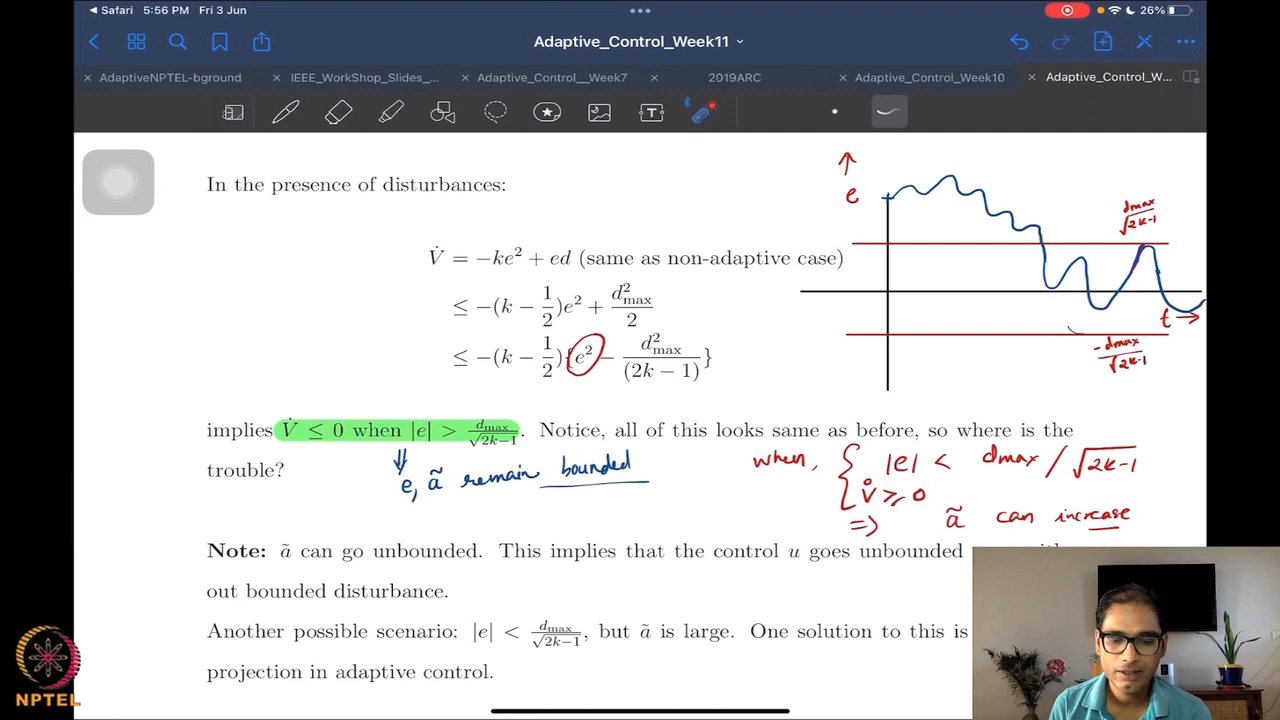 Safari 5:56 PM Fri 3 Jun
26%
Adaptive_Control_Week11
AdaptiveNPTEL-bground
IEEE_WorkShop_Slides_...
Adaptive_Control__Week7
2019ARC
Adaptive_Control_Week10
Adaptive_Control_W...
In the presence of disturbances:
V̇ = −ke² + ed (same as non-adaptive case)
≤ −(k − 1/2)e² + d²max/2
≤ −(k − 1/2){e² − d²max/(2k − 1)}
e
dmax/√2k-1
t →
-dmax/√2k-1
implies V̇ ≤ 0 when |e| > dmax/√2k−1. Notice, all of this looks same as before, so where is the
trouble?
e, ã remain bounded
when, |e| < dmax / √2k-1
V̇ ≥ 0
=> ã can increase
Note: ã can go unbounded. This implies that the control u goes unbounded
out bounded disturbance.
Another possible scenario: |e| < dmax/√2k−1, but ã is large. One solution to this is
projection in adaptive control.
NPTEL